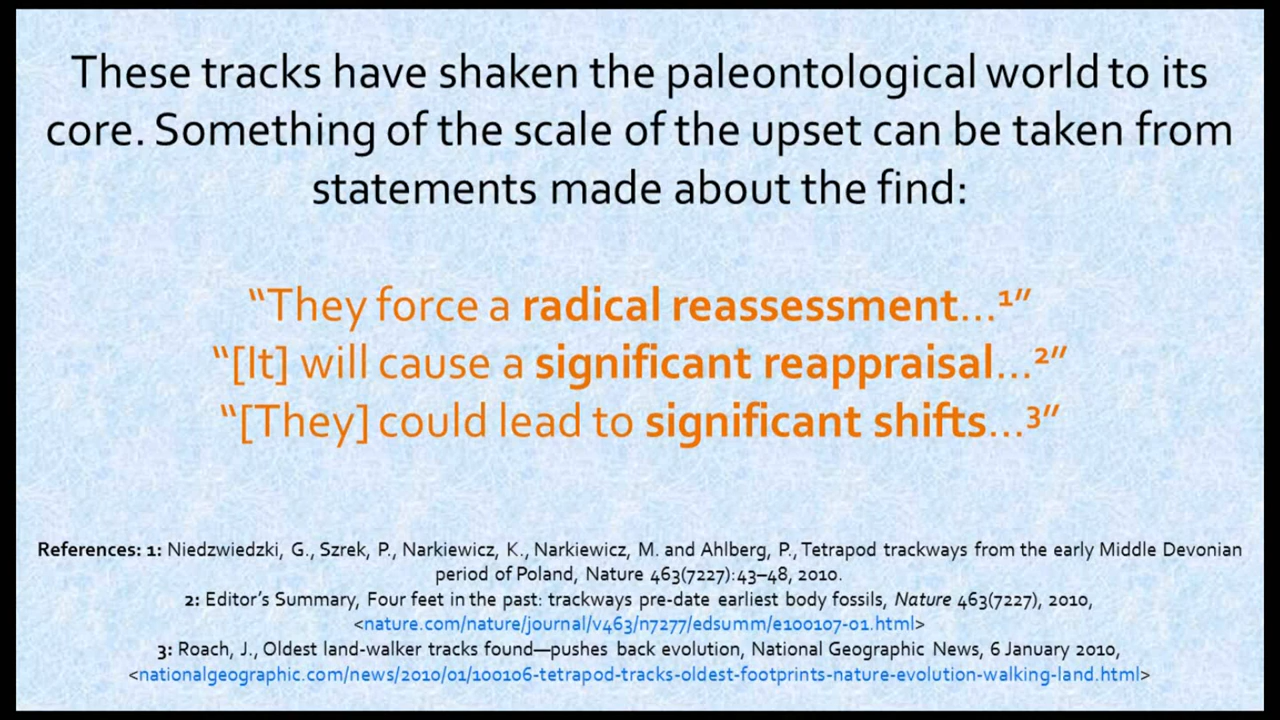 These tracks have shaken the paleontological world to its
core. Something of the scale of the upset can be taken from
statements made about the find:
“They force a radical reassessment…¹”
“[It] will cause a significant reappraisal…²”
“[They] could lead to significant shifts…³”
References: 1: Niedzwiedzki, G., Szrek, P., Narkiewicz, K., Narkiewicz, M. and Ahlberg, P., Tetrapod trackways from the early Middle Devonian
period of Poland, Nature 463(7227):43–48, 2010.
2: Editor’s Summary, Four feet in the past: trackways pre-date earliest body fossils, Nature 463(7227), 2010,
<nature.com/nature/journal/v463/n7277/edsumm/e100107-01.html>
3: Roach, J., Oldest land-walker tracks found—pushes back evolution, National Geographic News, 6 January 2010,
<nationalgeographic.com/news/2010/01/100106-tetrapod-tracks-oldest-footprints-nature-evolution-walking-land.html>